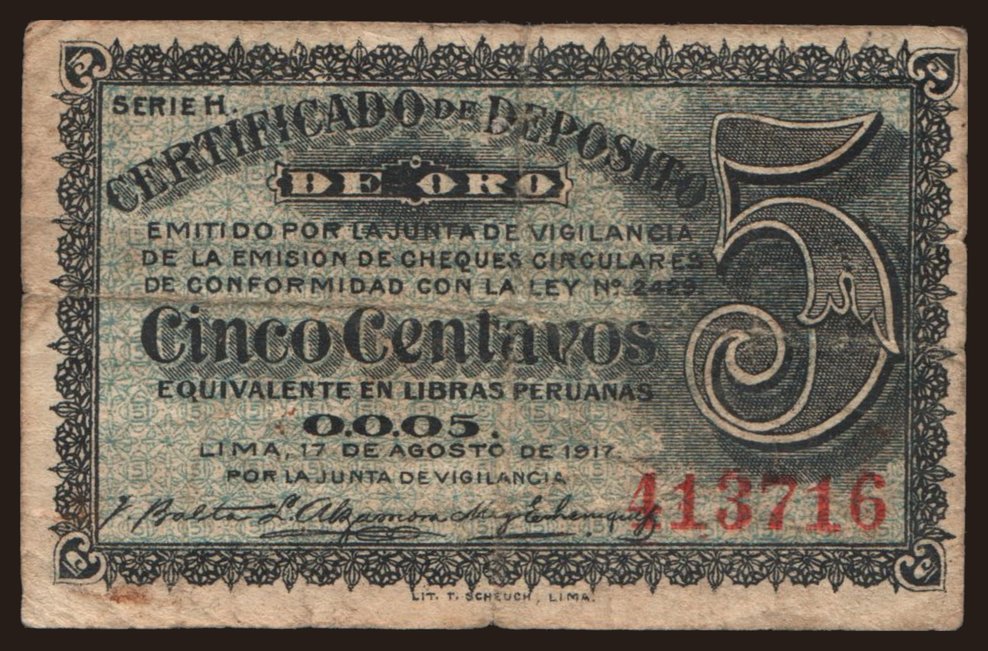 SERIE H.
CERTIFICADO DE DEPOSITO
DE ORO
5
EMITIDO POR LA JUNTA DE VIGILANCIA
DE LA EMISION DE CHEQUES CIRCULARES
DE CONFORMIDAD CON LA LEY Nº 2429.
Cinco Centavos
EQUIVALENTE EN LIBRAS PERUANAS
0.0.05.
LIMA, 17 DE AGOSTO DE 1917.
POR LA JUNTA DE VIGILANCIA
413716
LIT. T. SCHEUCH, LIMA.